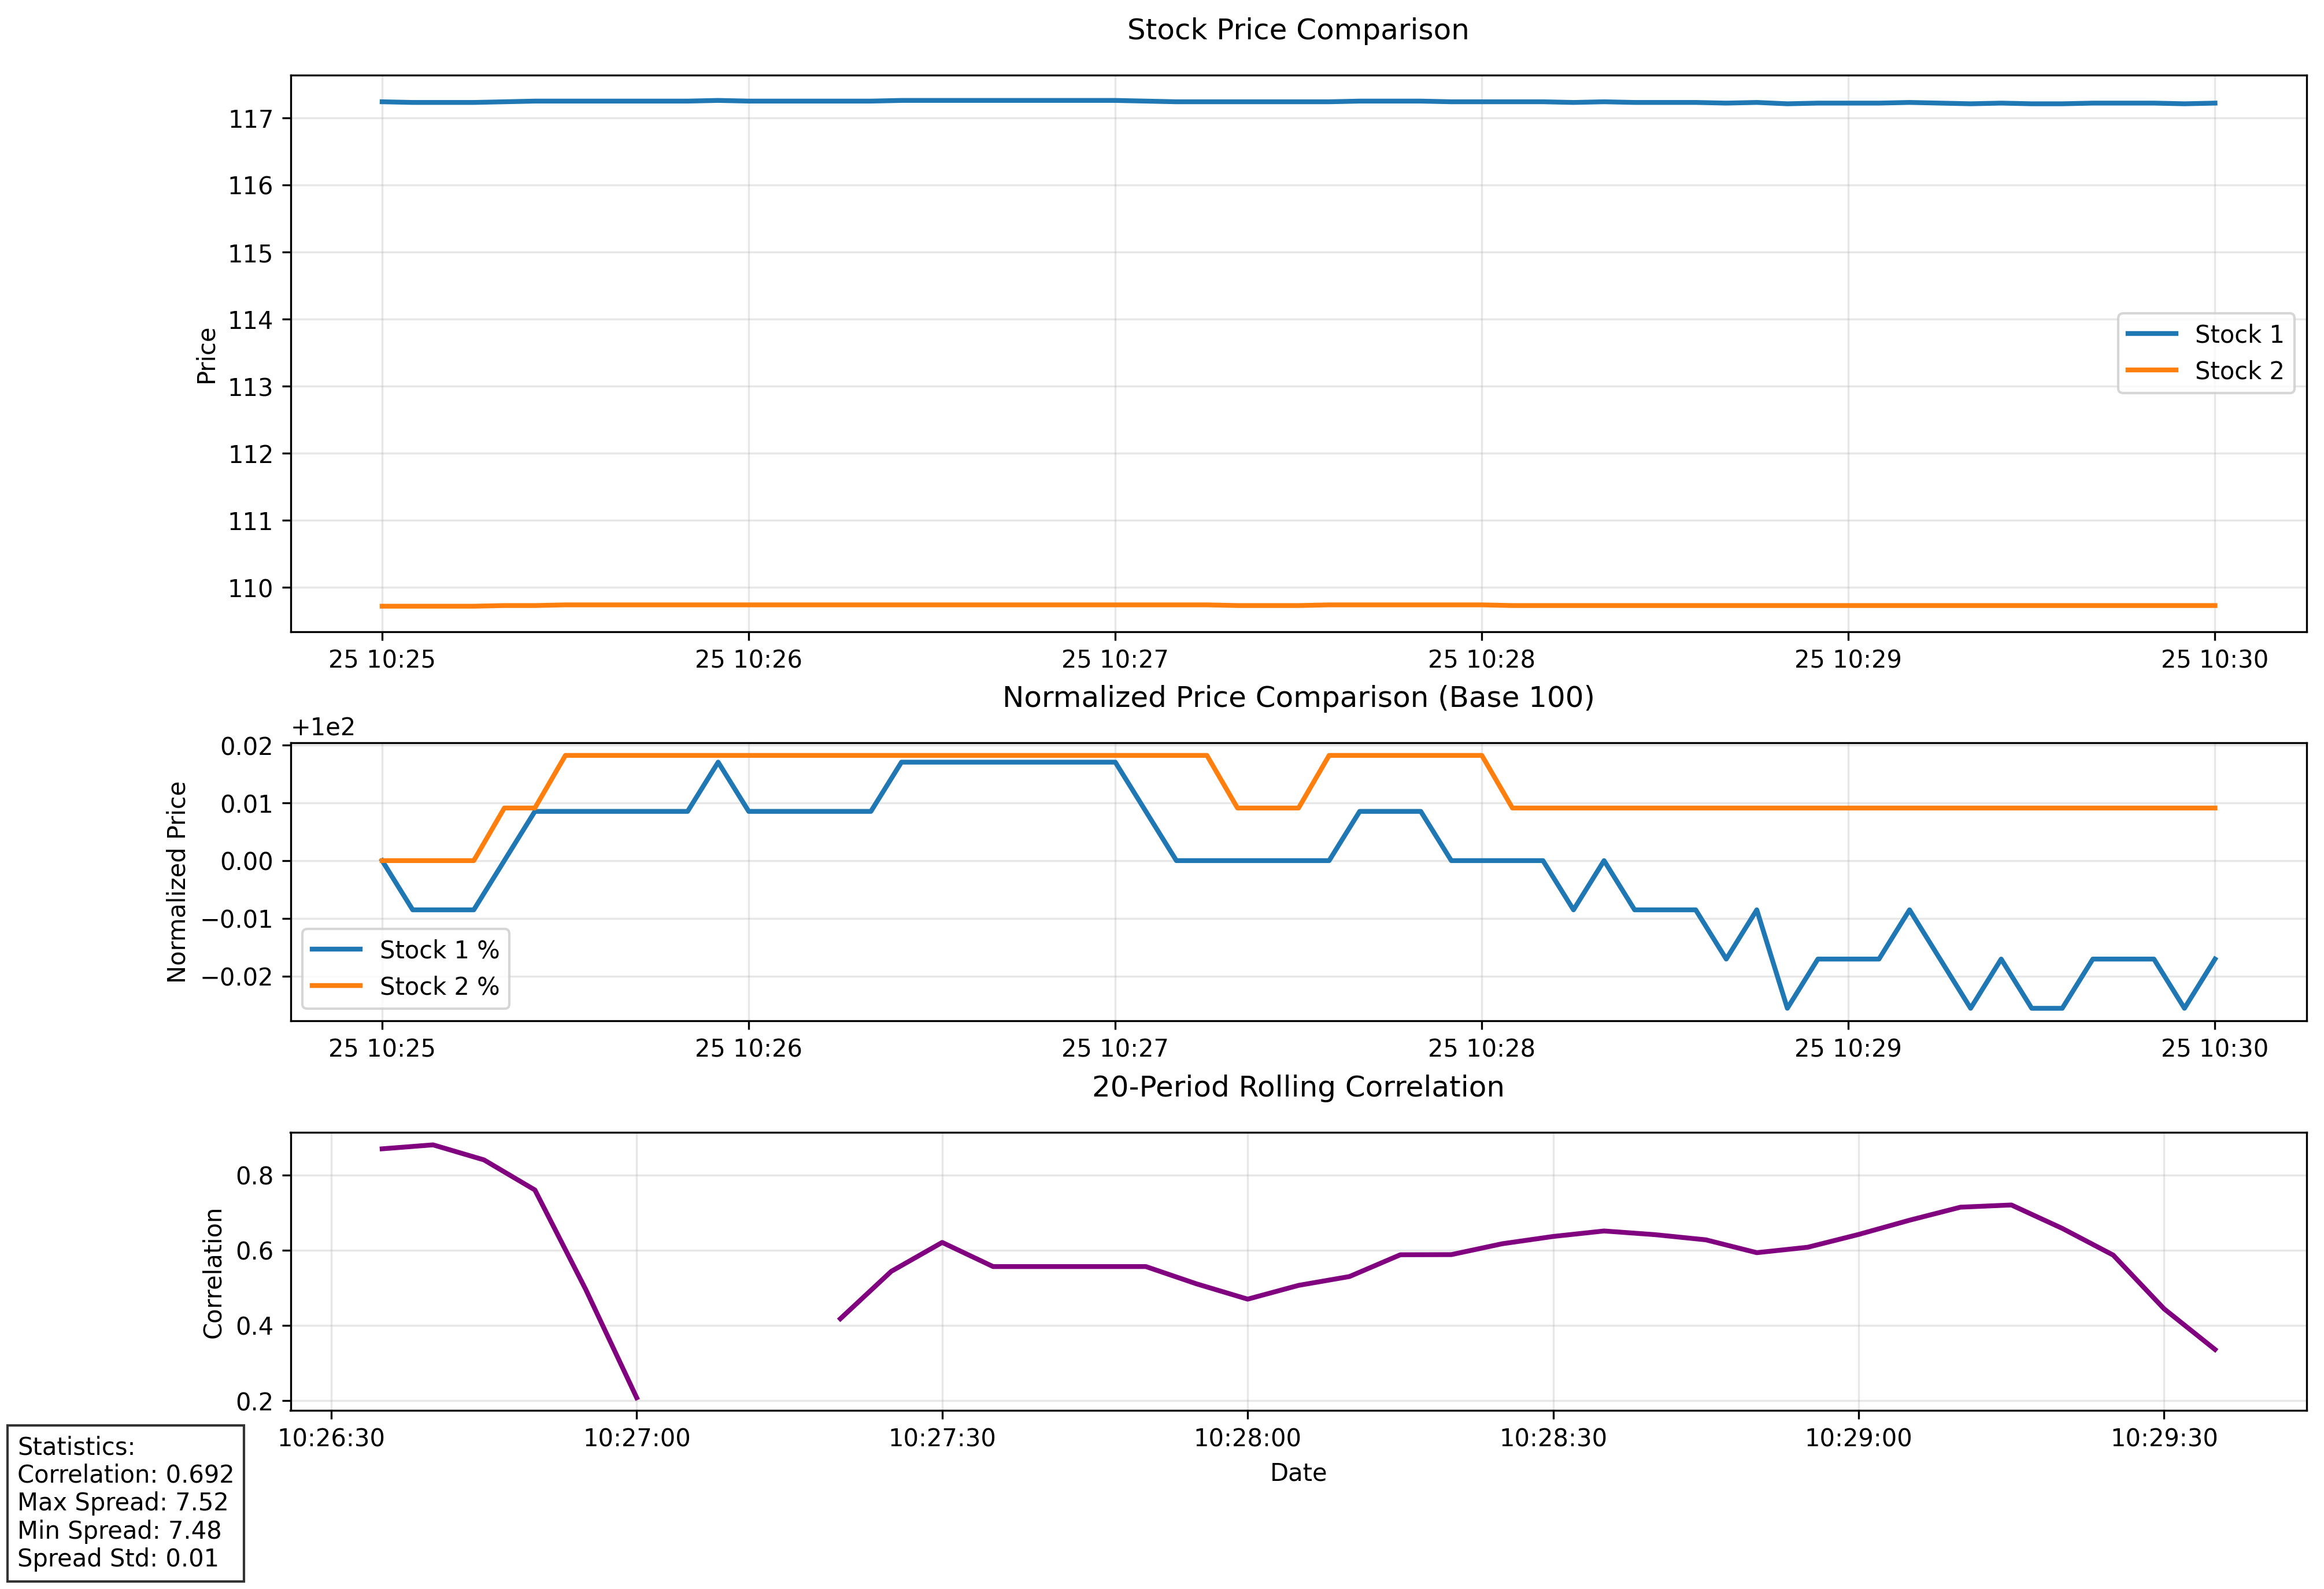 Stock Price Comparison
Price
117
116
115
114
113
112
111
110
Stock 1
Stock 2
25 10:25 25 10:26 25 10:27 25 10:28 25 10:29 25 10:30
Normalized Price Comparison (Base 100)
+1e2
Normalized Price
0.02
0.01
0.00
−0.01
−0.02
Stock 1 %
Stock 2 %
25 10:25 25 10:26 25 10:27 25 10:28 25 10:29 25 10:30
20-Period Rolling Correlation
Correlation
0.8
0.6
0.4
0.2
10:26:30 10:27:00 10:27:30 10:28:00 10:28:30 10:29:00 10:29:30
Date
Statistics:
Correlation: 0.692
Max Spread: 7.52
Min Spread: 7.48
Spread Std: 0.01